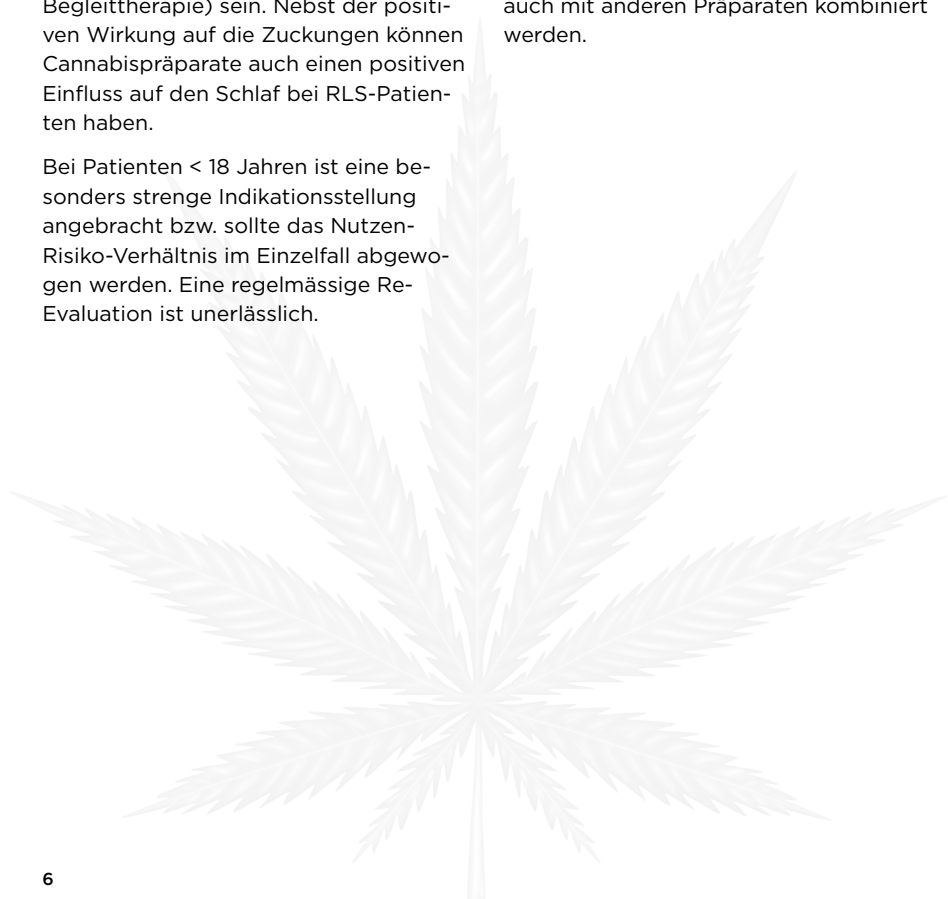 Begleittherapie) sein. Nebst der positi-
ven Wirkung auf die Zuckungen können
Cannabispräparate auch einen positiven
Einfluss auf den Schlaf bei RLS-Patien-
ten haben.
Bei Patienten < 18 Jahren ist eine be-
sonders strenge Indikationsstellung
angebracht bzw. sollte das Nutzen-
Risiko-Verhältnis im Einzelfall abgewo-
gen werden. Eine regelmässige Re-
Evaluation ist unerlässlich.
auch mit anderen Präparaten kombiniert
werden.
6